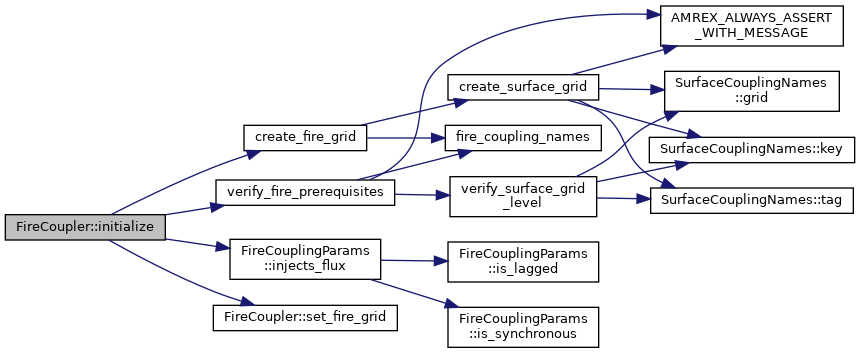 AMREX_ALWAYS_ASSERT
_WITH_MESSAGE
create_surface_grid
SurfaceCouplingNames
::grid
create_fire_grid
fire_coupling_names
SurfaceCouplingNames::key
verify_fire_prerequisites
verify_surface_grid
_level
SurfaceCouplingNames::tag
FireCoupler::initialize
FireCouplingParams
::injects_flux
FireCouplingParams
::is_lagged
FireCoupler::set_fire_grid
FireCouplingParams
::is_synchronous